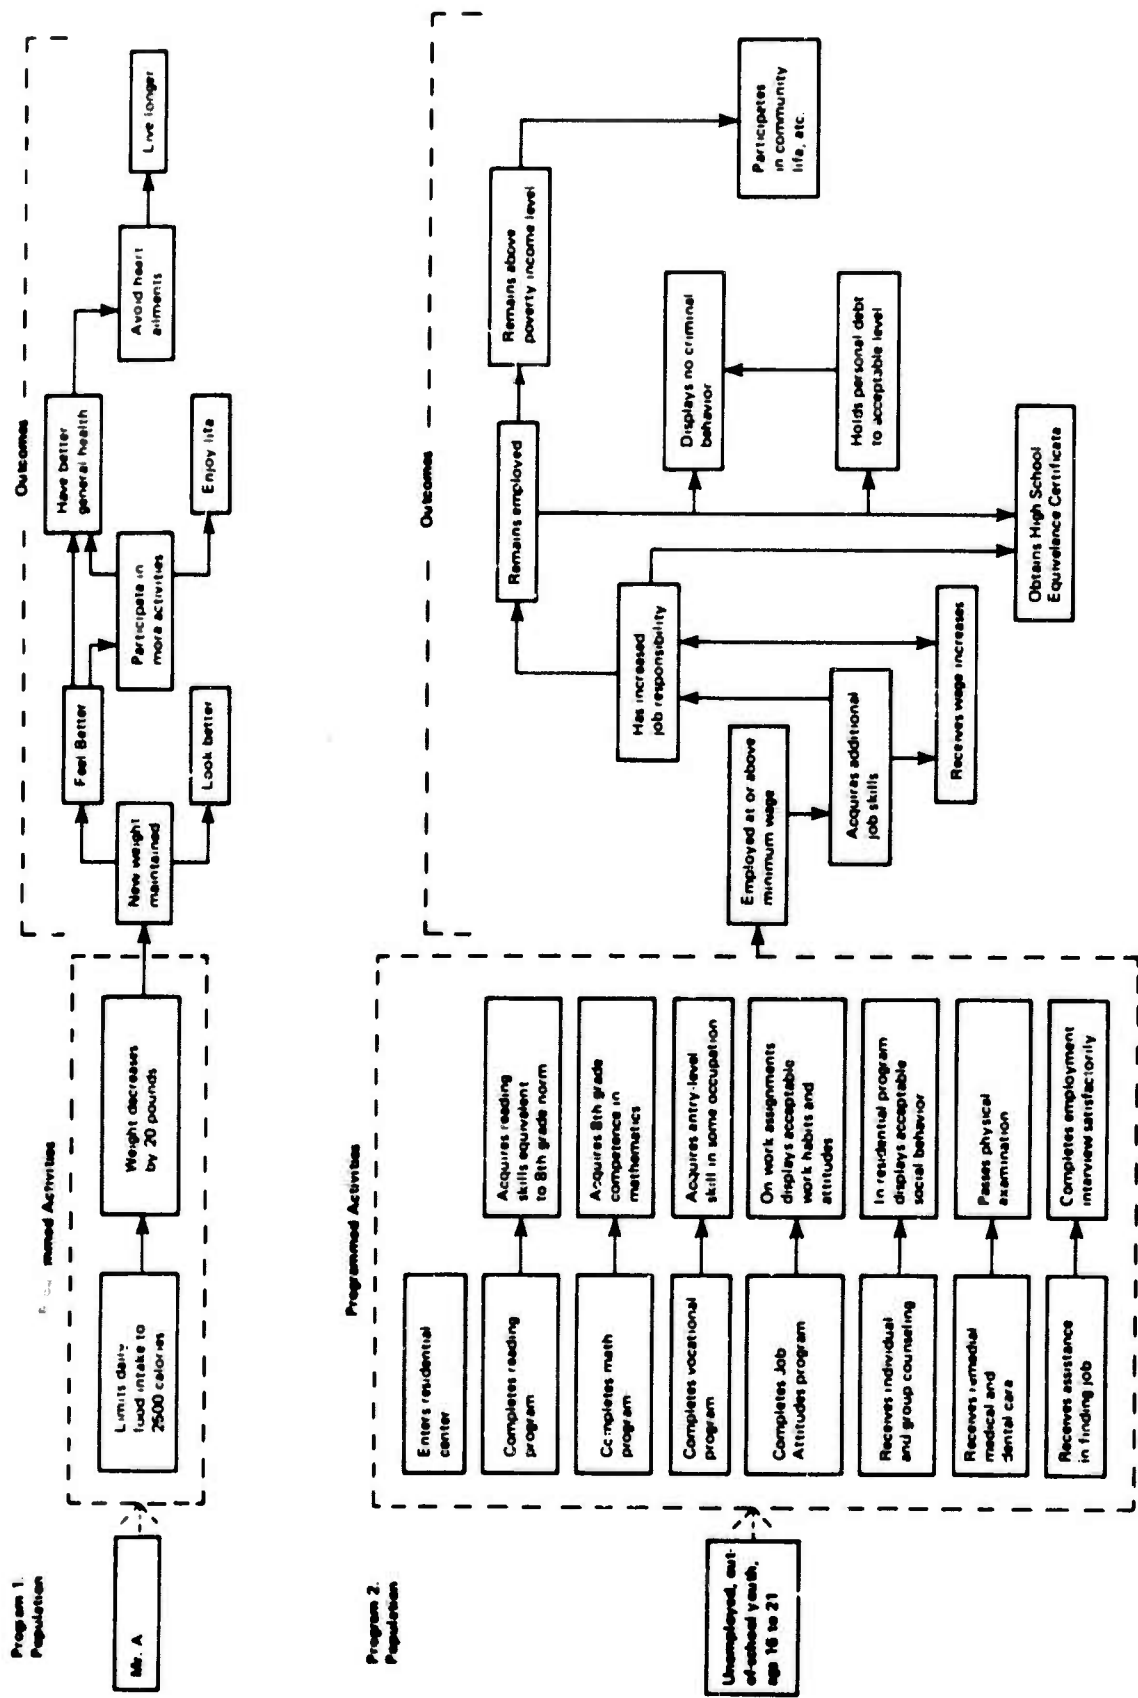 Program 1.
Population
Mr. A
mmed Activities
Limits daily
food intake to
2500 calories
Weight decreases
by 20 pounds
Outcomes
New weight
maintained
Feel Better
Look better
Participate in
more activities
Have better
general health
Enjoy life
Avoid heart
ailments
Live longer
Program 2.
Population
Unemployed, out-
of-school youth,
age 16 to 21
Programmed Activities
Enters residential
center
Completes reading
program
Acquires reading
skills equivalent
to 8th grade norm
Completes math
program
Acquires 8th grade
competence in
mathematics
Completes vocational
program
Acquires entry-level
skill in some occupation
Completes Job
Attitudes program
On work assignments
displays acceptable
work habits and
attitudes
Receives individual
and group counseling
In residential program
displays acceptable
social behavior
Receives remedial
medical and
dental care
Passes physical
examination
Receives assistance
in finding job
Completes employment
interview satisfactorily
Outcomes
Employed at or above
minimum wage
Acquires additional
job skills
Has increased
job responsibility
Receives wage increases
Remains employed
Obtains High School
Equivalence Certificate
Displays no criminal
behavior
Holds personal debt
to acceptable level
Remains above
poverty income level
Participates
in community
life, etc.